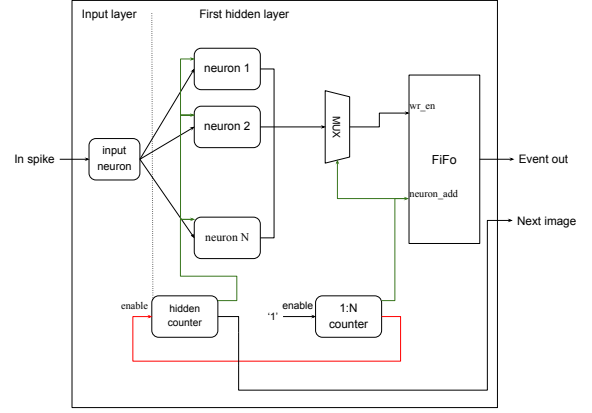 Input layer
First hidden layer
neuron 1
neuron 2
MUX
wr_en
FiFo
In spike
input
neuron
Event out
neuron_add
Next image
neuron N
enable
hidden
counter
'1'
enable
1:N
counter